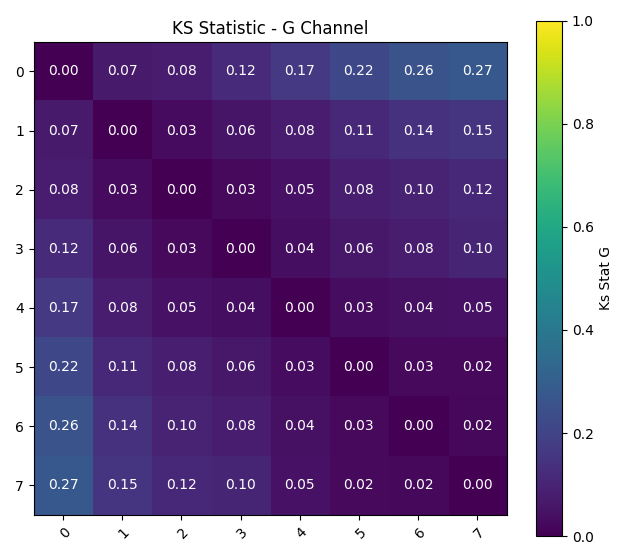 KS Statistic - G Channel
0 0.00 0.07 0.08 0.12 0.17 0.22 0.26 0.27
1 0.07 0.00 0.03 0.06 0.08 0.11 0.14 0.15
2 0.08 0.03 0.00 0.03 0.05 0.08 0.10 0.12
3 0.12 0.06 0.03 0.00 0.04 0.06 0.08 0.10
4 0.17 0.08 0.05 0.04 0.00 0.03 0.04 0.05
5 0.22 0.11 0.08 0.06 0.03 0.00 0.03 0.02
6 0.26 0.14 0.10 0.08 0.04 0.03 0.00 0.02
7 0.27 0.15 0.12 0.10 0.05 0.02 0.02 0.00
0 1 2 3 4 5 6 7
1.0
0.8
0.6
0.4
0.2
0.0
Ks Stat G